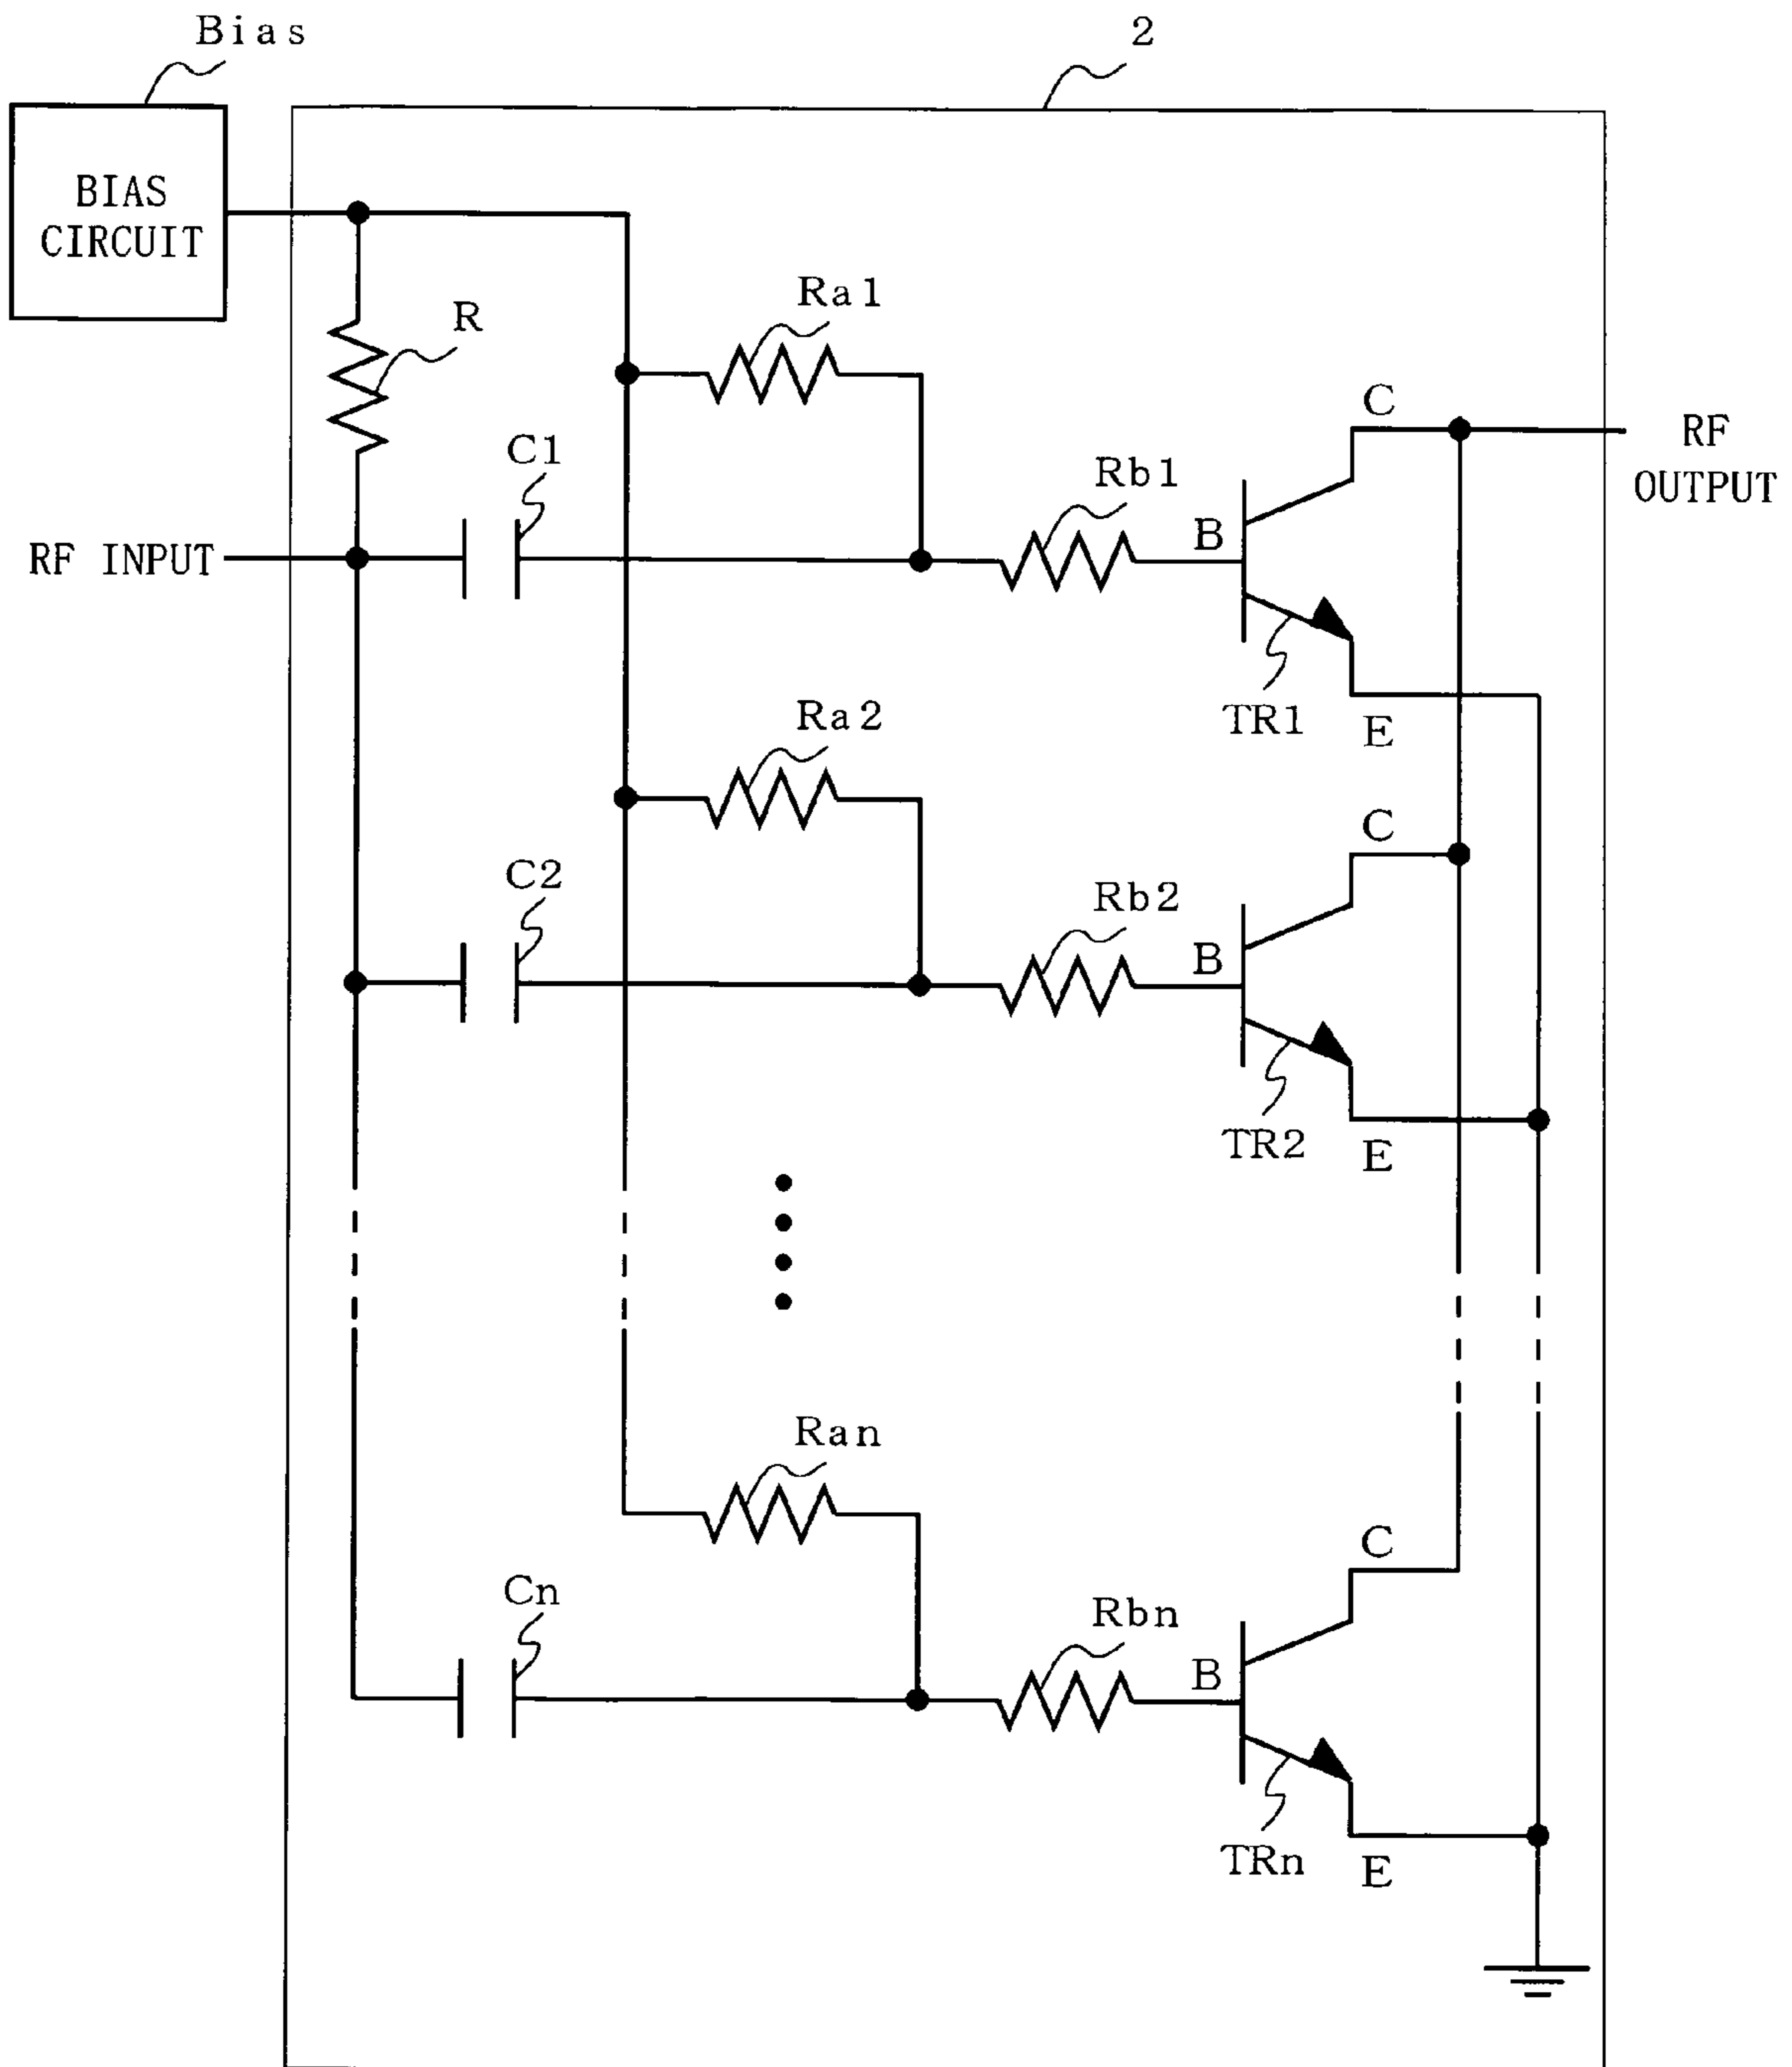 Bias
2
BIAS
CIRCUIT
Ra1
R
C
RF
OUTPUT
C1
Rb1
B
RF INPUT
TR1
E
Ra2
C
C2
Rb2
B
TR2
E
Ran
C
Cn
Rbn
B
TRn
E